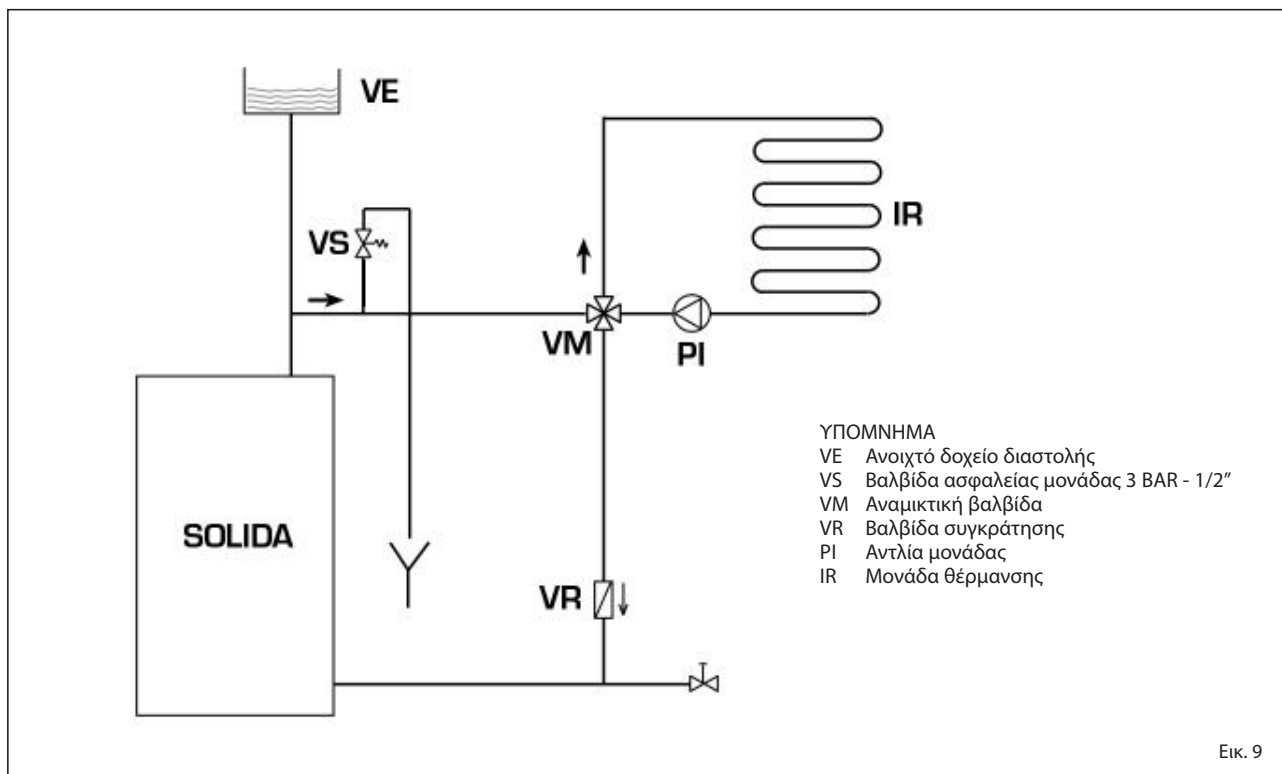 VE
VS
IR
VM
PI
SOLIDA
VR
ΥΠΟΜΝΗΜΑ
VE Ανοιχτό δοχείο διαστολής
VS Βαλβίδα ασφαλείας μονάδας 3 BAR - 1/2”
VM Αναμικτική βαλβίδα
VR Βαλβίδα συγκράτησης
PI Αντλία μονάδας
IR Μονάδα θέρμανσης
Εικ. 9